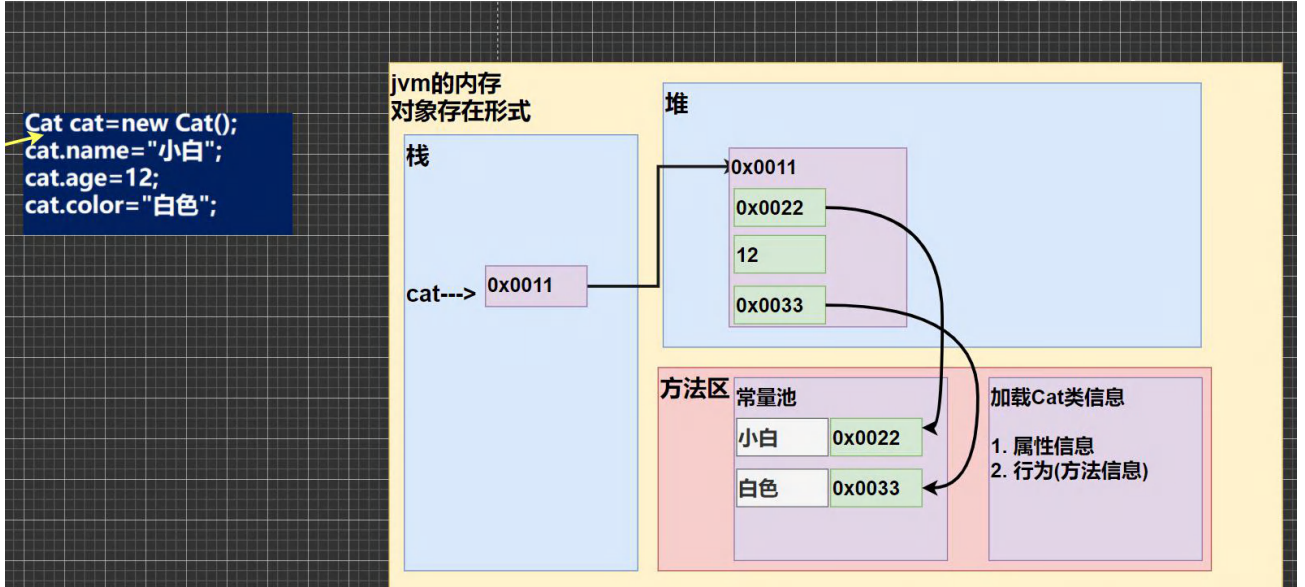 Cat cat=new Cat();
cat.name="小白";
cat.age=12;
cat.color="白色";
jvm的内存
对象存在形式
栈
cat--->
0x0011
堆
0x0011
0x0022
12
0x0033
方法区
常量池
小白
0x0022
白色
0x0033
加载Cat类信息
1. 属性信息
2. 行为(方法信息)